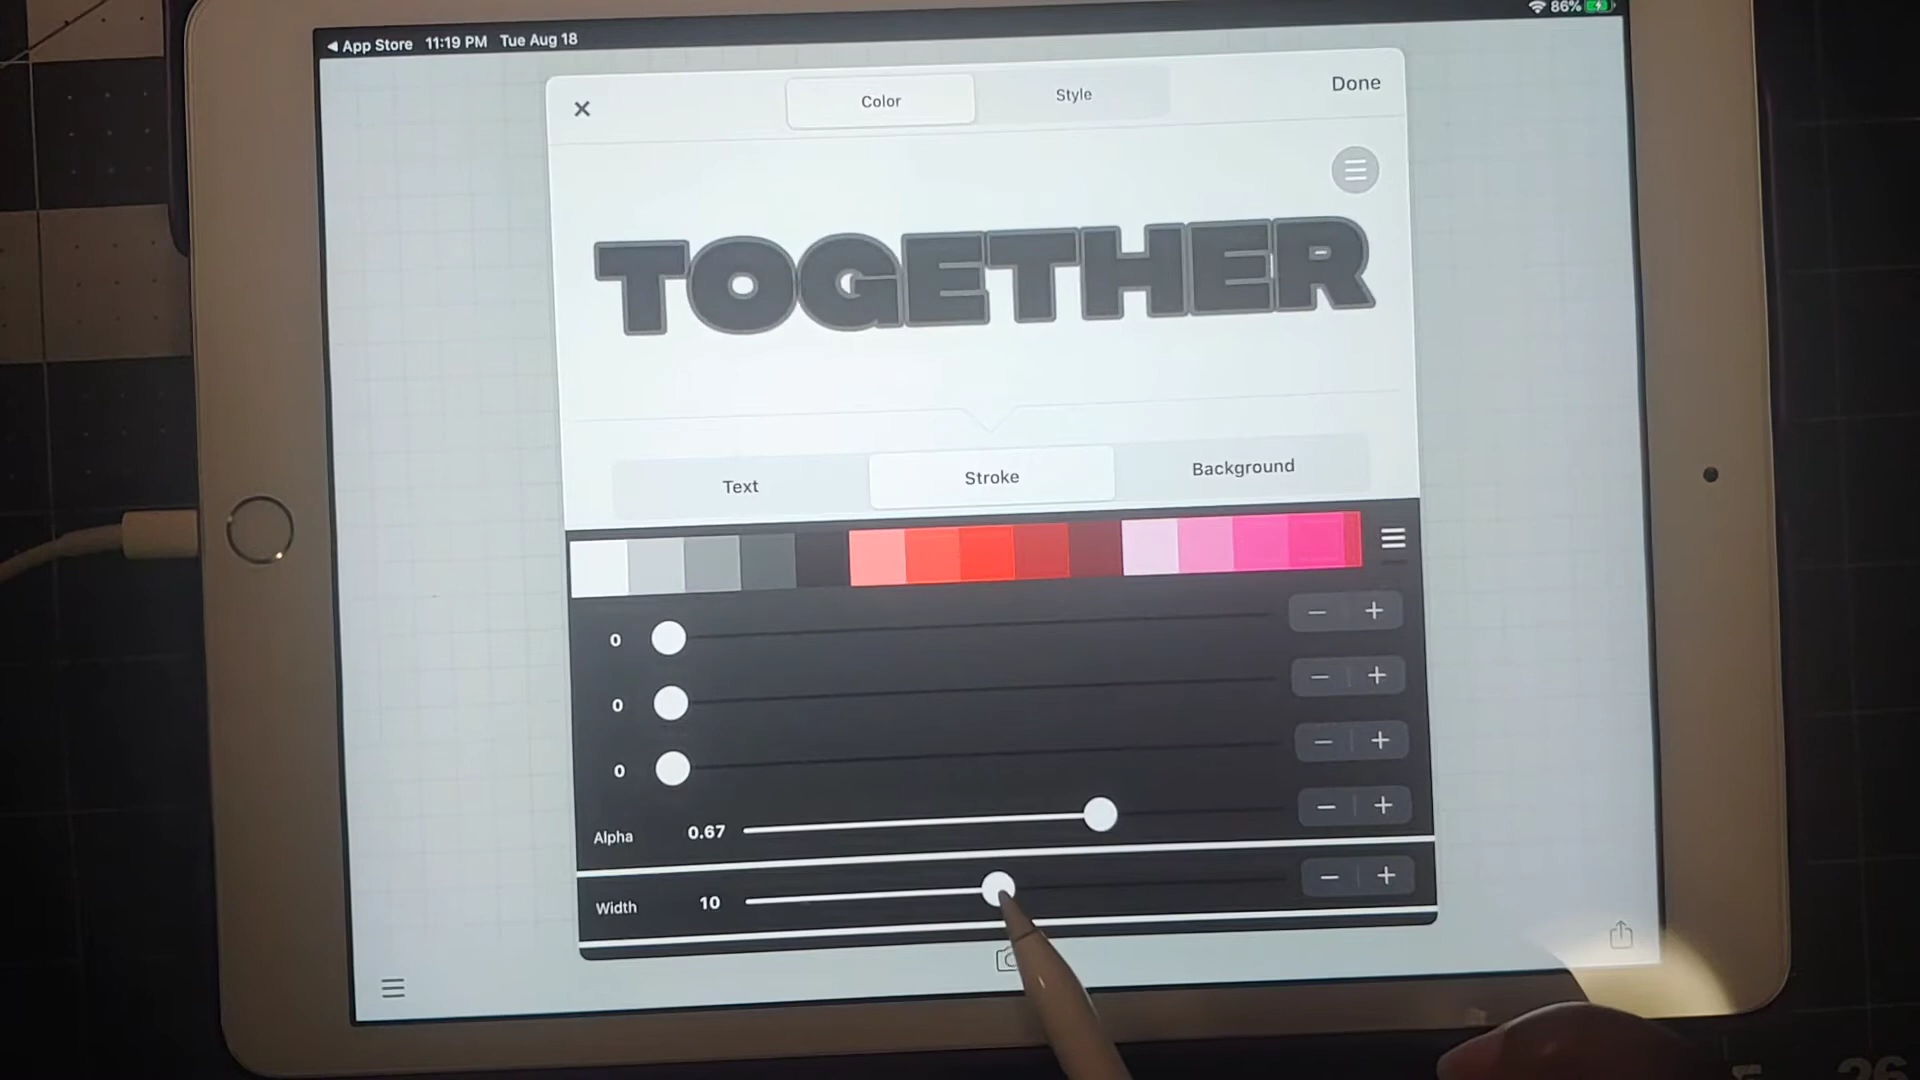 App Store 11:19 PM Tue Aug 18
86%
Color Style Done
TOGETHER
Text Stroke Background
0
0
0
Alpha 0.67
Width 10
26